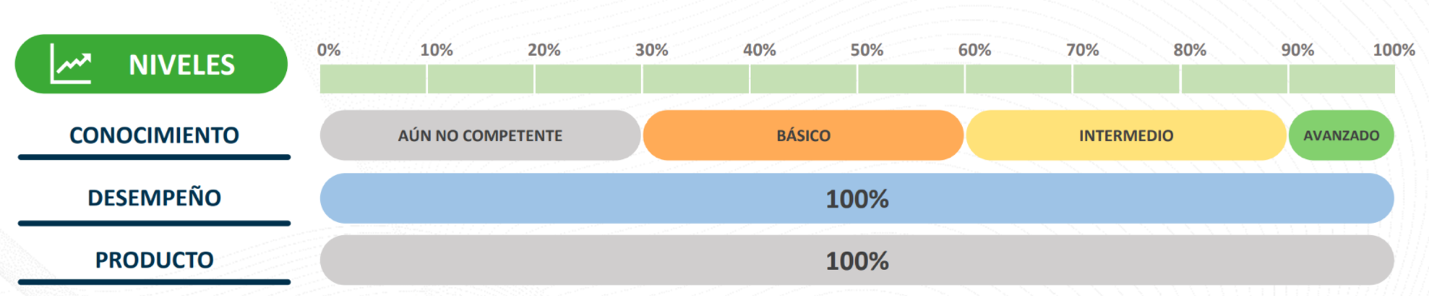 NIVELES
0% 10% 20% 30% 40% 50% 60% 70% 80% 90% 100%
CONOCIMIENTO
AÚN NO COMPETENTE BÁSICO INTERMEDIO AVANZADO
DESEMPEÑO
100%
PRODUCTO
100%